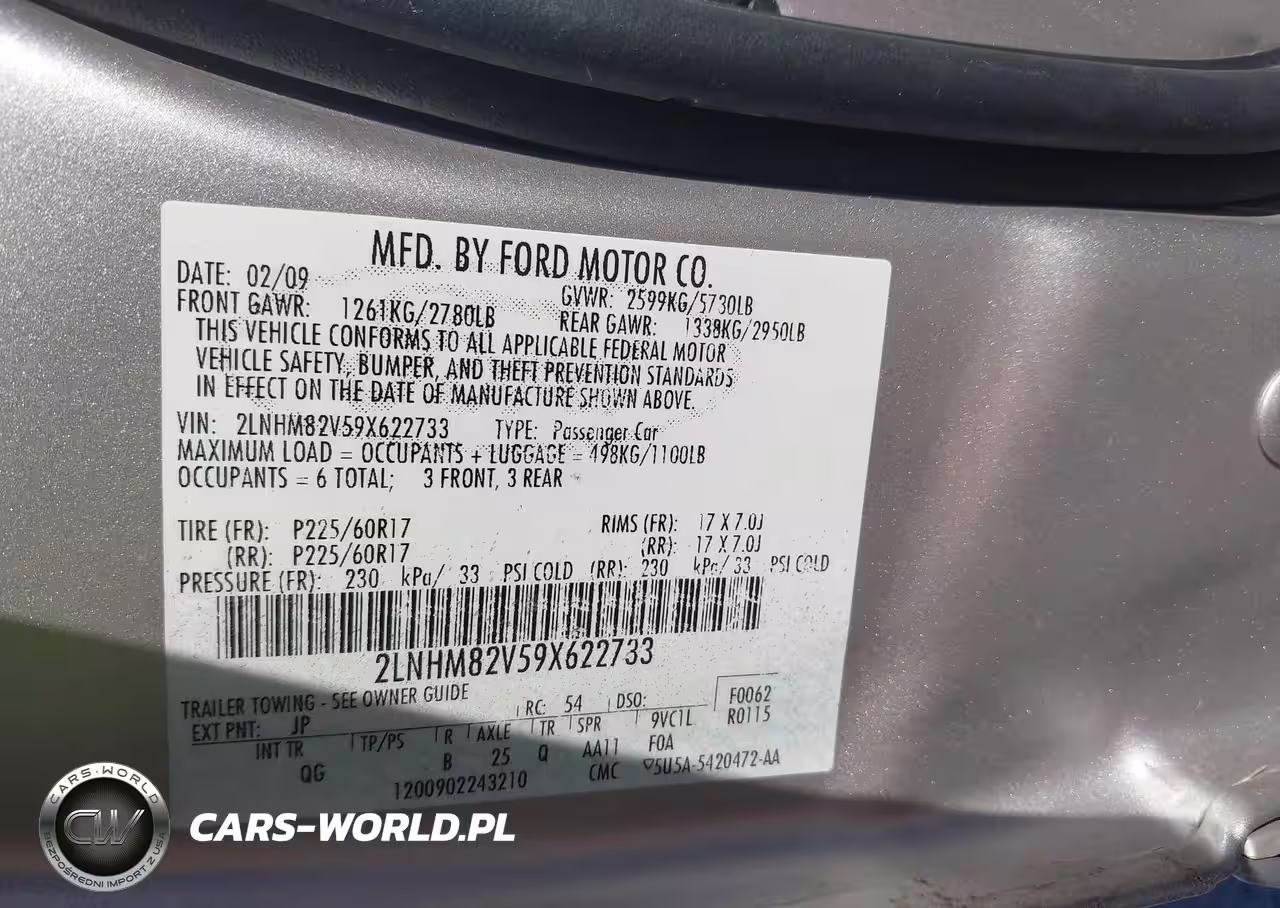 MFD. BY FORD MOTOR CO.
DATE: 02/09
GVWR: 2599KG/5730LB
FRONT GAWR: 1261KG/2780LB
REAR GAWR: 1338KG/2950LB
THIS VEHICLE CONFORMS TO ALL APPLICABLE FEDERAL MOTOR
VEHICLE SAFETY, BUMPER, AND THEFT PREVENTION STANDARDS
IN EFFECT ON THE DATE OF MANUFACTURE SHOWN ABOVE.
VIN: 2LNHM82V59X622733 TYPE: Passenger Car
MAXIMUM LOAD = OCCUPANTS + LUGGAGE = 498KG/1100LB
OCCUPANTS = 6 TOTAL; 3 FRONT, 3 REAR
TIRE (FR): P225/60R17 RIMS (FR): 17 X 7.0J
(RR): P225/60R17 (RR): 17 X 7.0J
PRESSURE (FR): 230 kPa/ 33 PSI COLD (RR): 230 kPa/ 33 PSI COLD
2LNHM82V59X622733
TRAILER TOWING - SEE OWNER GUIDE
EXT PNT: JP RC: 54 DSO: F0062
R0115
INT TR TP/PS R AXLE TR SPR 9VC1L
QG B 25 Q AA11 F0A
1200902243210 CMC 5U5A-5420472-AA
CARS-WORLD
CW
BEZPOŚREDNI IMPORT Z USA
CARS-WORLD.PL